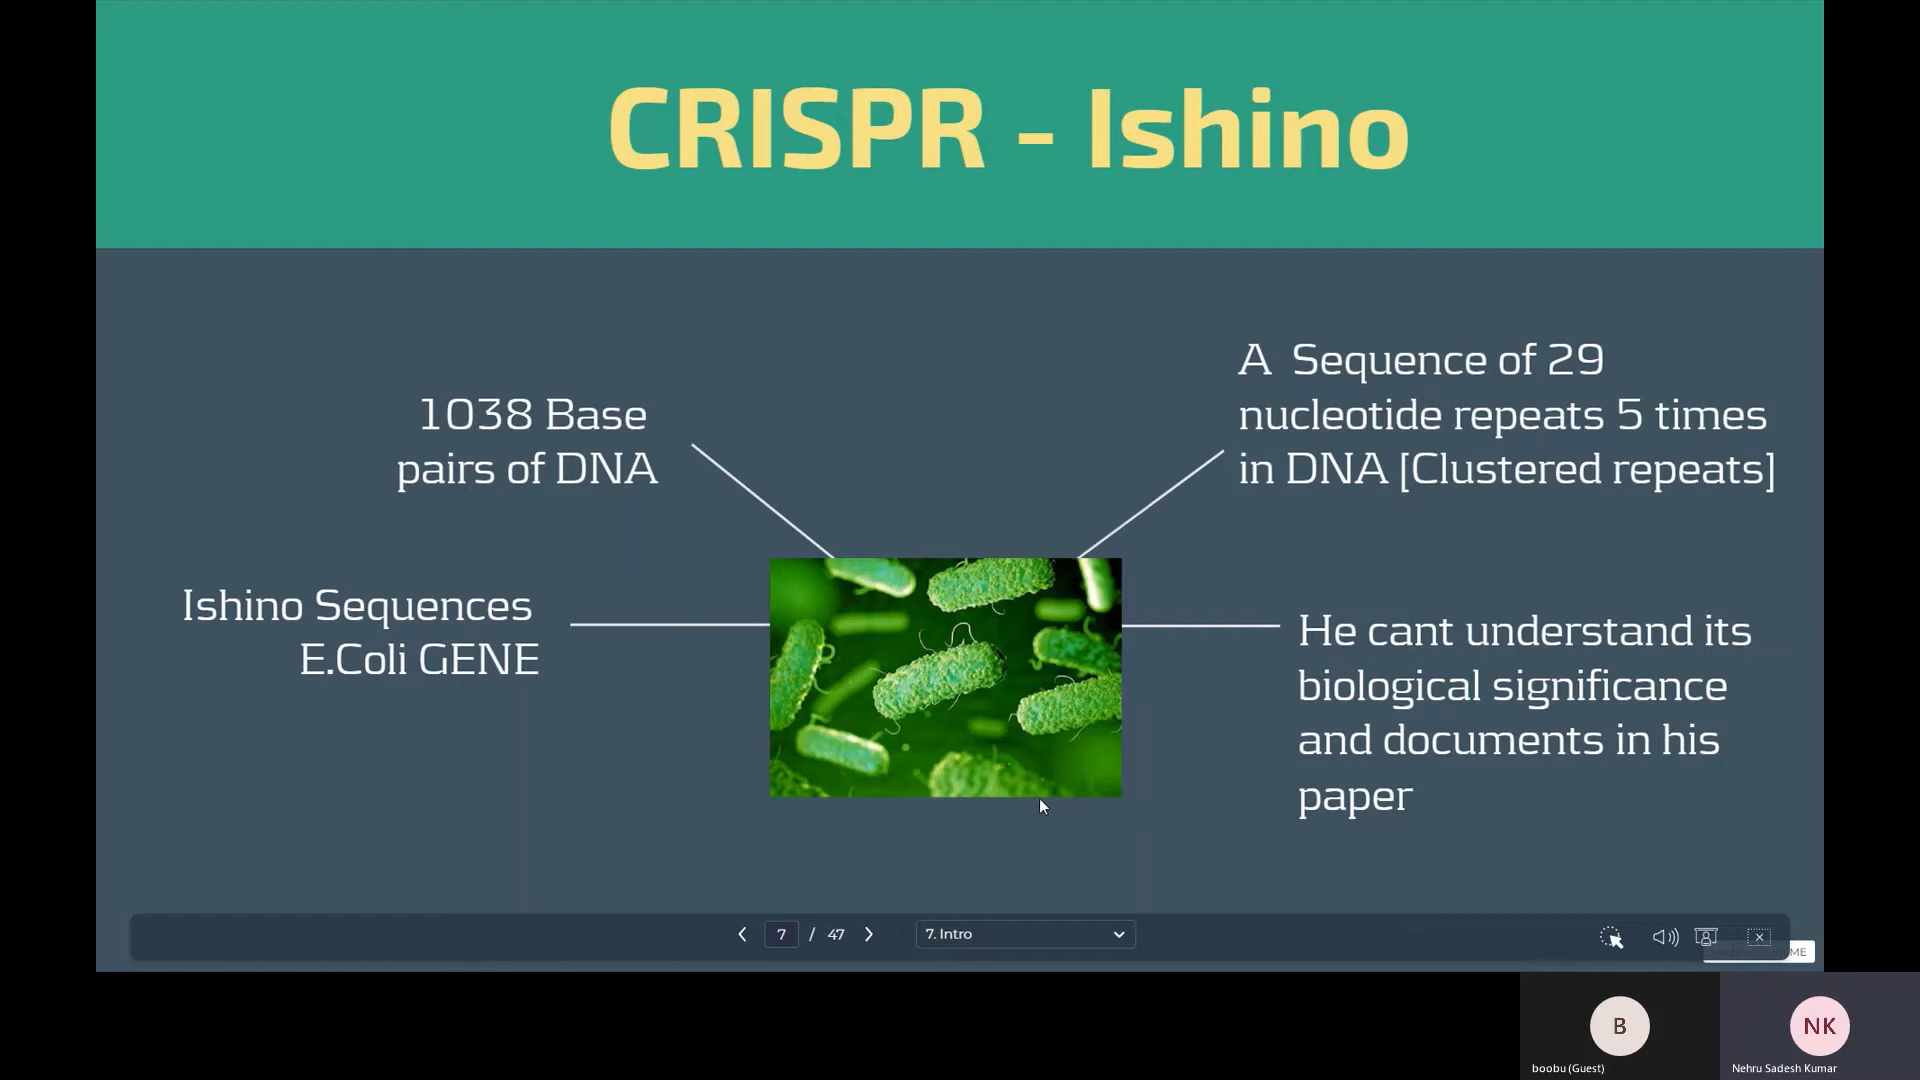 CRISPR - Ishino
1038 Base
pairs of DNA
Ishino Sequences
E.Coli GENE
A Sequence of 29
nucleotide repeats 5 times
in DNA [Clustered repeats]
He cant understand its
biological significance
and documents in his
paper
7 / 47
7. Intro
ME
B
boobu (Guest)
NK
Nehru Sadesh Kumar